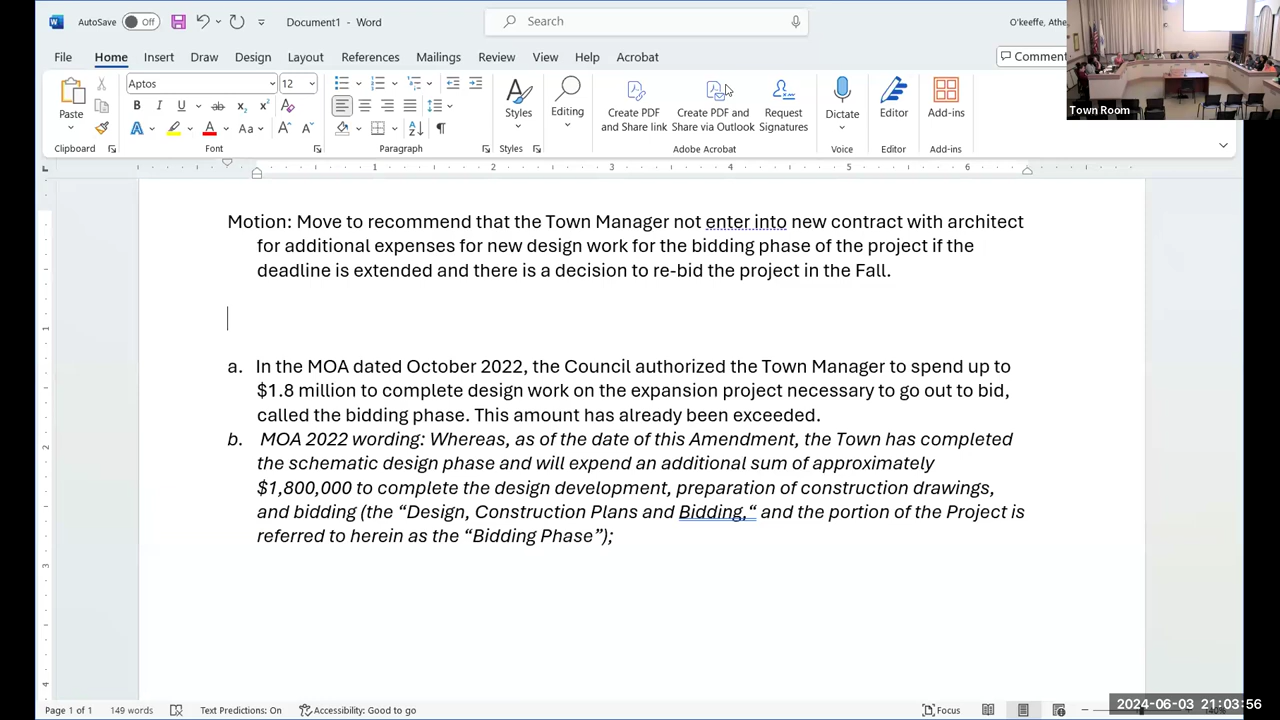 AutoSave Off Document1 - Word Search O'keeffe, Athe
File Home Insert Draw Design Layout References Mailings Review View Help Acrobat Comment
Paste Aptos 12 Styles Editing Create PDF and Share link Create PDF and Share via Outlook Request Signatures Dictate Editor Add-ins
Clipboard Font Paragraph Styles Adobe Acrobat Voice Editor Add-ins
Town Room
1 2 3 4 5 6
Motion: Move to recommend that the Town Manager not enter into new contract with architect
for additional expenses for new design work for the bidding phase of the project if the
deadline is extended and there is a decision to re-bid the project in the Fall.
a. In the MOA dated October 2022, the Council authorized the Town Manager to spend up to
$1.8 million to complete design work on the expansion project necessary to go out to bid,
called the bidding phase. This amount has already been exceeded.
b. MOA 2022 wording: Whereas, as of the date of this Amendment, the Town has completed
the schematic design phase and will expend an additional sum of approximately
$1,800,000 to complete the design development, preparation of construction drawings,
and bidding (the “Design, Construction Plans and Bidding,“ and the portion of the Project is
referred to herein as the “Bidding Phase”);
Page 1 of 1 149 words Text Predictions: On Accessibility: Good to go Focus
2024-06-03 21:03:56